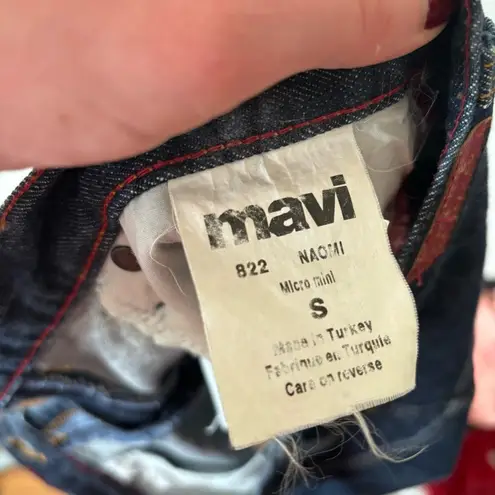 mavi
822 NAOMI
Micro mini
S
Made in Turkey
Fabrique en Turquie
Care on reverse